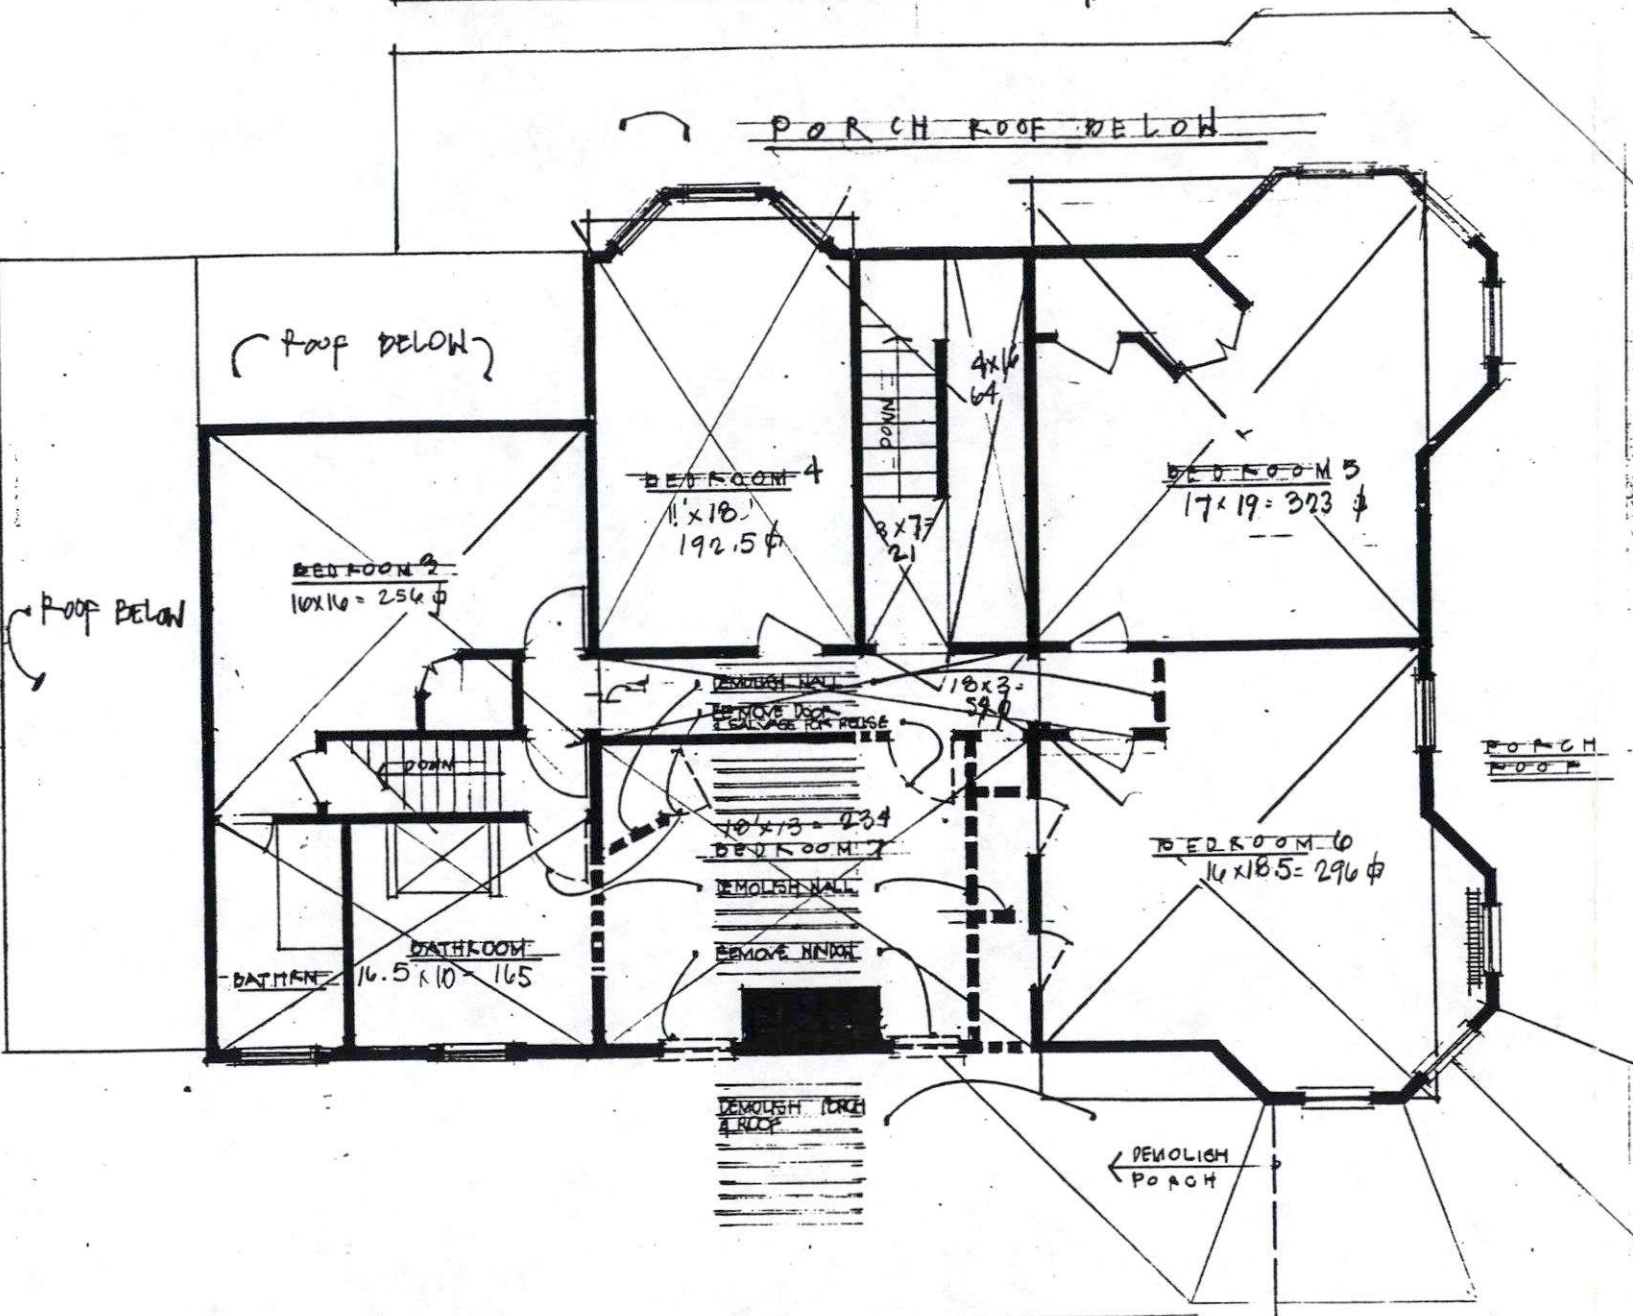 PORCH ROOF BELOW
ROOF BELOW
ROOF BELOW
4x16
64
DOWN
BEDROOM 4
11'x18'
192.5
3x7=
21
BEDROOM 5
17x19=323
BEDROOM 3
16x16=256
DEMOLISH WALL
REMOVE DOOR
& SALVAGE FOR REUSE
18x3=
54
DOWN
PORCH
ROOF
18'x13=234
BEDROOM 7
BEDROOM 6
16x18.5=296
DEMOLISH WALL
BATHROOM
16.5x10=165
BATHRM
REMOVE WINDOW
DEMOLISH PORCH
& ROOF
DEMOLISH
PORCH